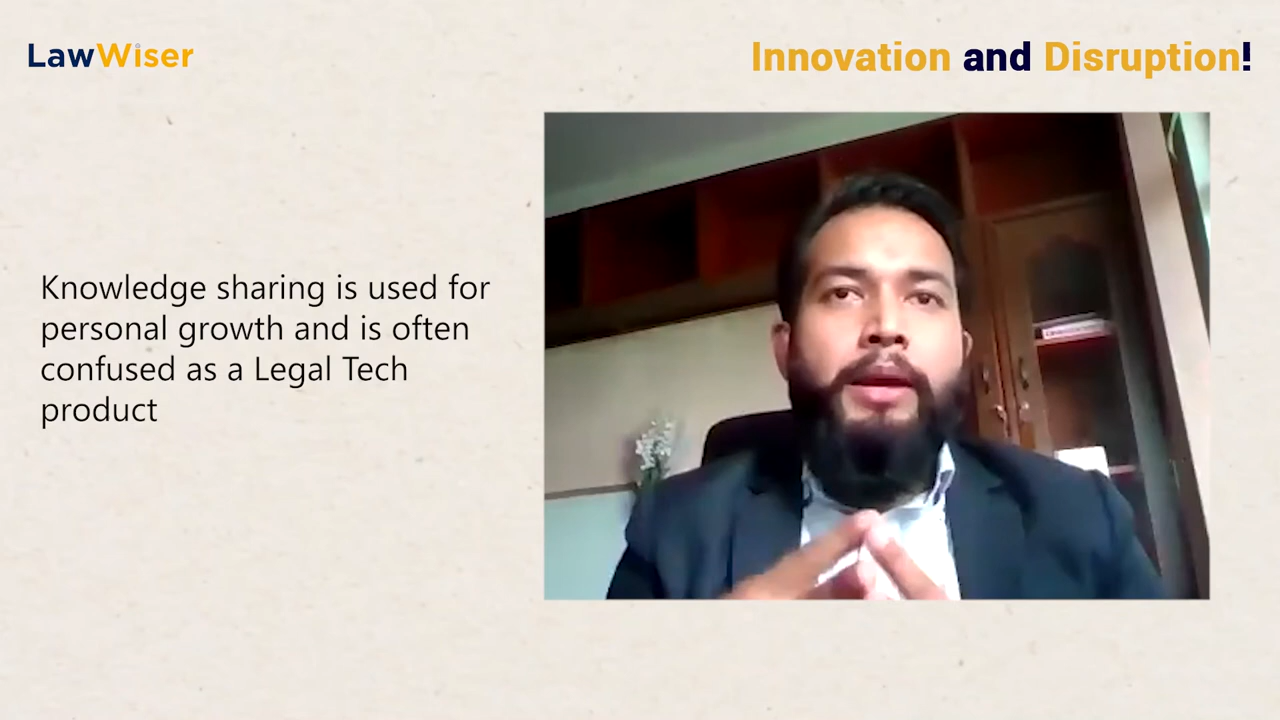 LawWiser
Innovation and Disruption!
Knowledge sharing is used for
personal growth and is often
confused as a Legal Tech
product